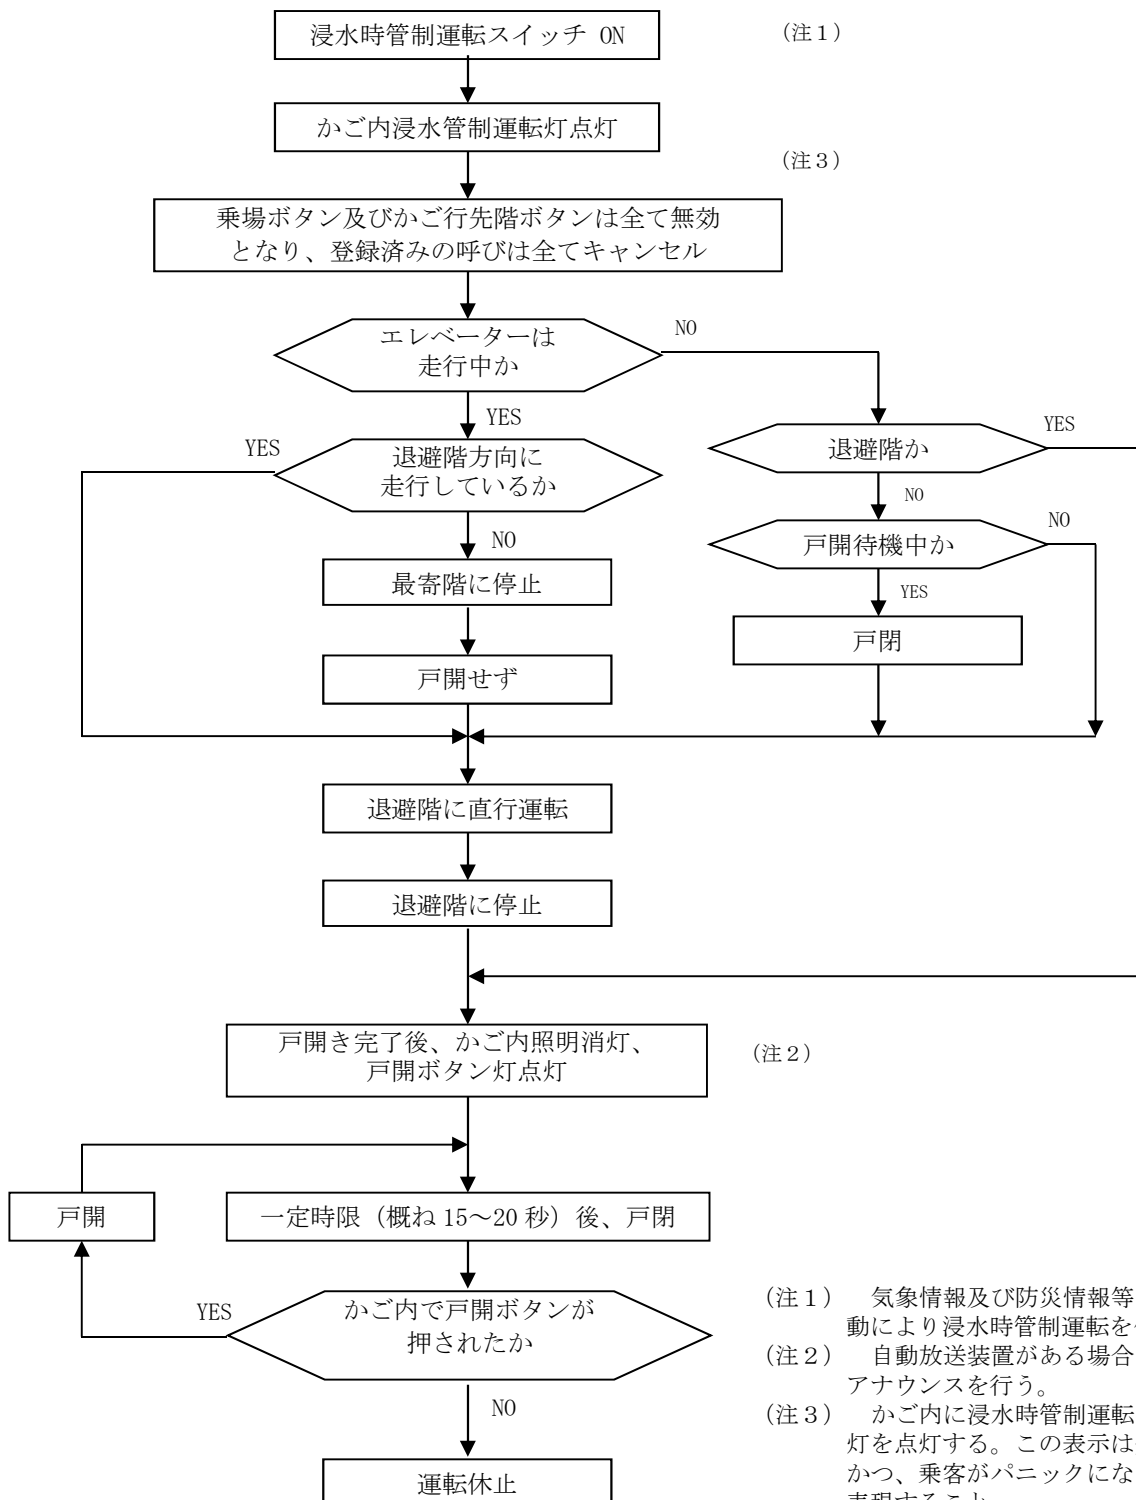 浸水時管制運転スイッチ ON
（注１）
かご内浸水管制運転灯点灯
（注３）
乗場ボタン及びかご行先階ボタンは全て無効
となり、登録済みの呼びは全てキャンセル
エレベーターは
走行中か
NO
YES
退避階か
YES
YES
退避階方向に
走行しているか
NO
戸開待機中か
NO
NO
最寄階に停止
YES
戸閉
戸開せず
退避階に直行運転
退避階に停止
戸開き完了後、かご内照明消灯、
戸開ボタン灯点灯
（注２）
戸開
一定時限（概ね 15～20 秒）後、戸閉
YES
かご内で戸開ボタンが
押されたか
NO
運転休止
（注１）　気象情報及び防災情報等
動により浸水時管制運転を
（注２）　自動放送装置がある場合
アナウンスを行う。
（注３）　かご内に浸水時管制運転
灯を点灯する。この表示は
かつ、乗客がパニックにな